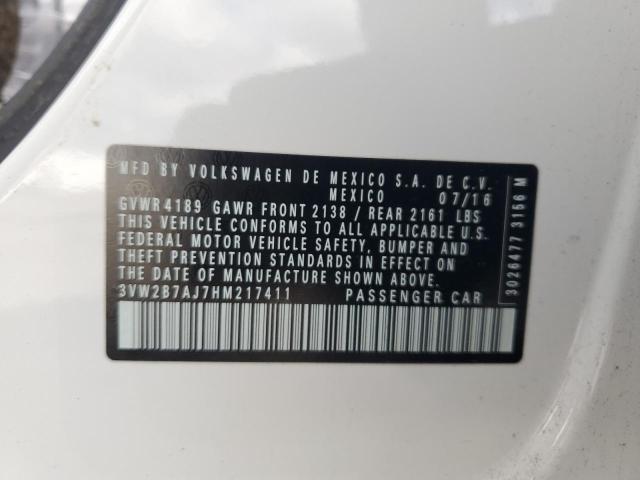 MFD BY VOLKSWAGEN DE MEXICO S.A. DE C.V.
MEXICO 07/16
GVWR 4189 GAWR FRONT 2138 / REAR 2161 LBS
THIS VEHICLE CONFORMS TO ALL APPLICABLE U.S.
FEDERAL MOTOR VEHICLE SAFETY, BUMPER AND
THEFT PREVENTION STANDARDS IN EFFECT ON
THE DATE OF MANUFACTURE SHOWN ABOVE.
3VW2B7AJ7HM217411 PASSENGER CAR
3026477 3156 M